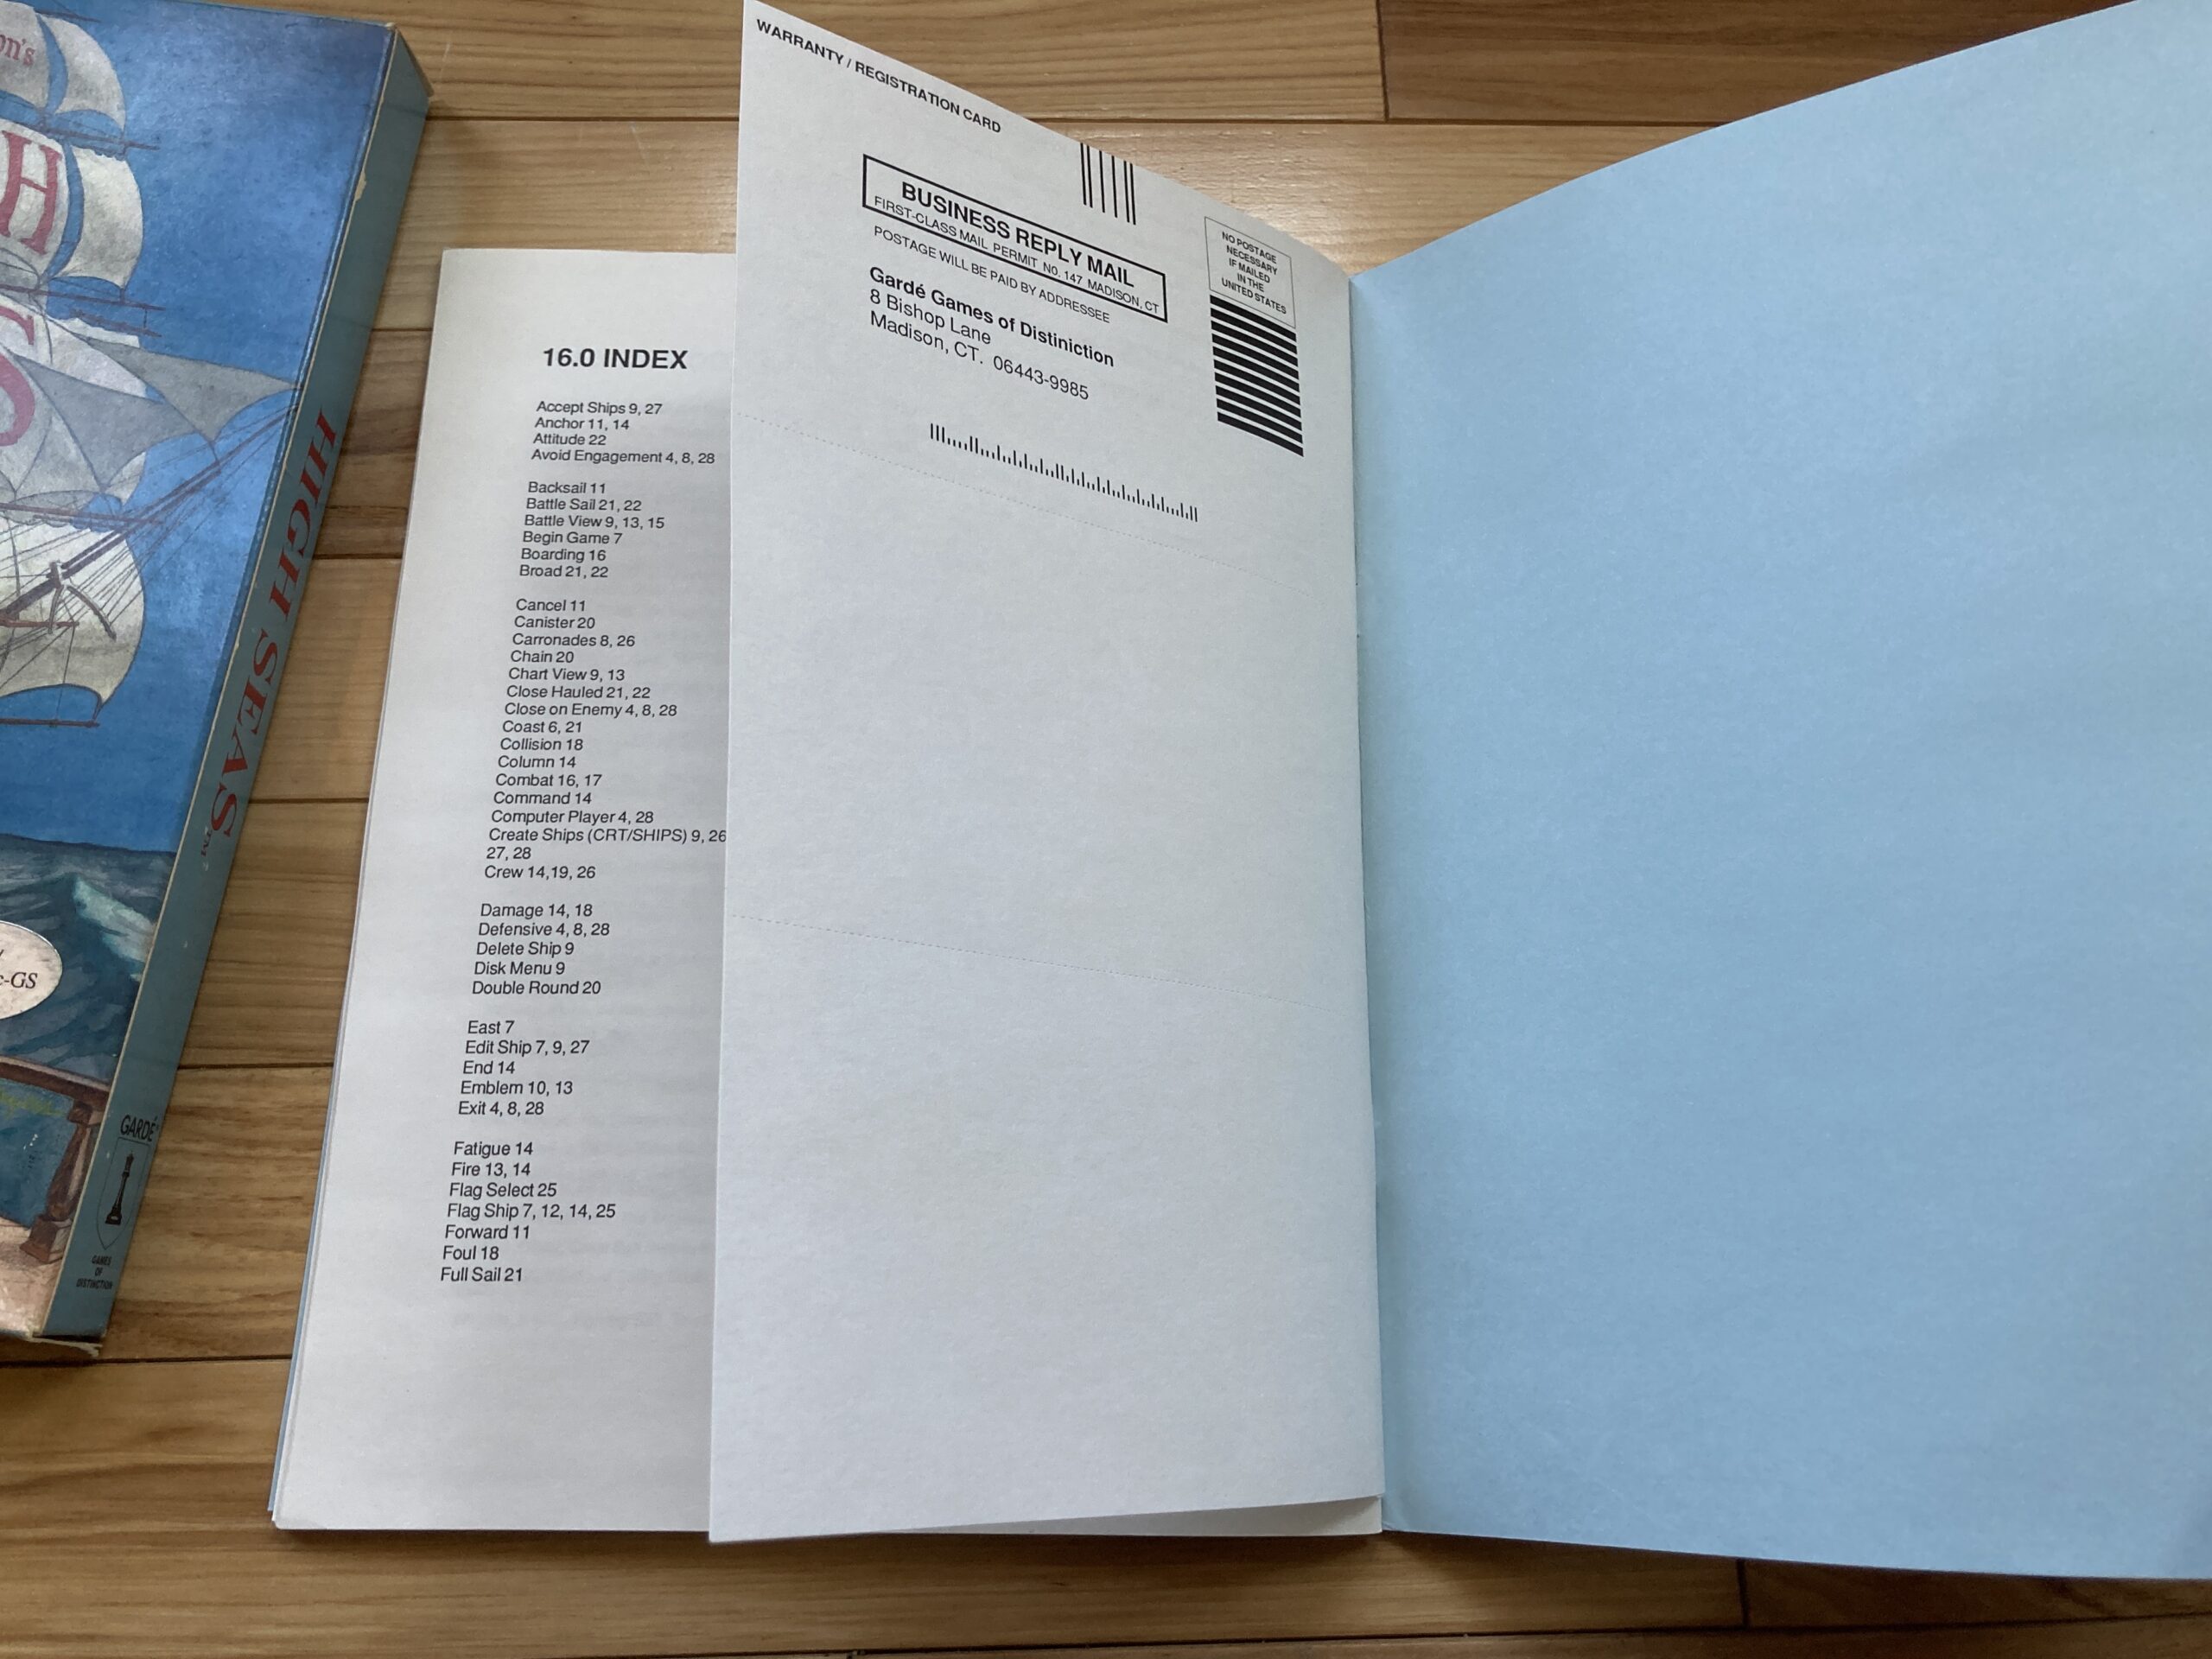 on's
H
S
-GS
HIGH SEAS™
GARDÉ
GAMES
OF
DISTINCTION
16.0 INDEX
Accept Ships 9, 27
Anchor 11, 14
Attitude 22
Avoid Engagement 4, 8, 28
Backsail 11
Battle Sail 21, 22
Battle View 9, 13, 15
Begin Game 7
Boarding 16
Broad 21, 22
Cancel 11
Canister 20
Carronades 8, 26
Chain 20
Chart View 9, 13
Close Hauled 21, 22
Close on Enemy 4, 8, 28
Coast 6, 21
Collision 18
Column 14
Combat 16, 17
Command 14
Computer Player 4, 28
Create Ships (CRT/SHIPS) 9, 26
27, 28
Crew 14,19, 26
Damage 14, 18
Defensive 4, 8, 28
Delete Ship 9
Disk Menu 9
Double Round 20
East 7
Edit Ship 7, 9, 27
End 14
Emblem 10, 13
Exit 4, 8, 28
Fatigue 14
Fire 13, 14
Flag Select 25
Flag Ship 7, 12, 14, 25
Forward 11
Foul 18
Full Sail 21
WARRANTY / REGISTRATION CARD
BUSINESS REPLY MAIL
FIRST-CLASS MAIL PERMIT NO. 147 MADISON, CT
POSTAGE WILL BE PAID BY ADDRESSEE
Gardé Games of Distiniction
8 Bishop Lane
Madison, CT. 06443-9985
NO POSTAGE
NECESSARY
IF MAILED
IN THE
UNITED STATES